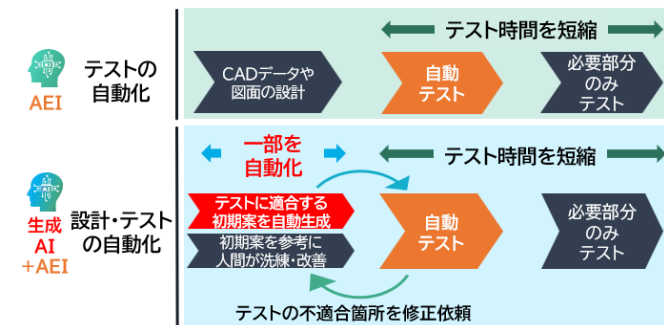 テスト時間を短縮
AEI
テストの
自動化
CADデータや
図面の設計
自動
テスト
必要部分
のみ
テスト
一部を
自動化
テスト時間を短縮
生成
AI
+AEI
設計・テスト
の自動化
テストに適合する
初期案を自動生成
初期案を参考に
人間が洗練・改善
自動
テスト
必要部分
のみ
テスト
テストの不適合箇所を修正依頼